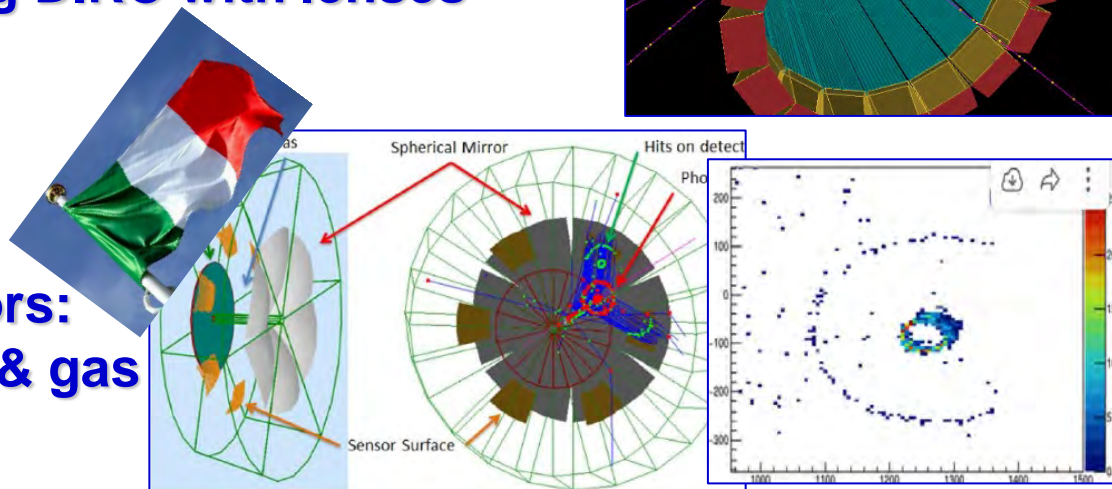 DIRC with lenses
Spherical Mirror
Hits on detect
Pho
ors:
& gas
Sensor Surface
200
100
0
-100
-200
-300
1000
1100
1200
1300
1400
1500